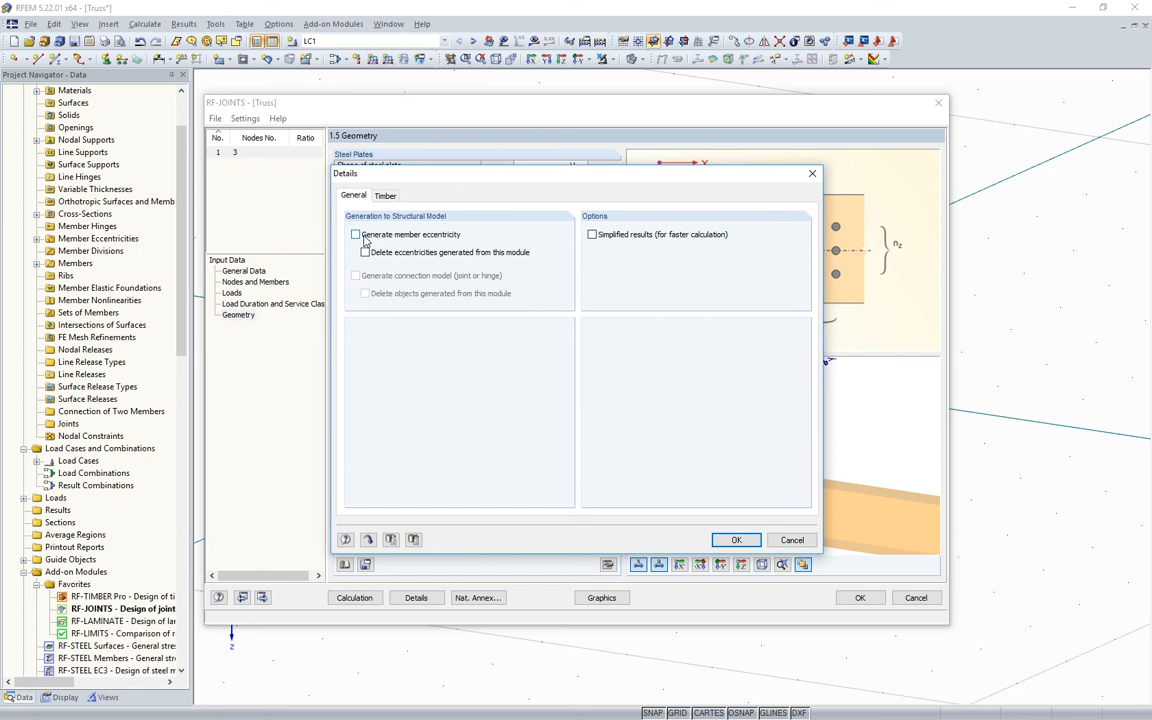 RFEM 5.22.01 x64 - [Truss*]
File Edit View Insert Calculate Results Tools Table Options Add-on Modules Window Help
LC1
Project Navigator - Data
Materials
Surfaces
Solids
Openings
Nodal Supports
Line Supports
Surface Supports
Line Hinges
Variable Thicknesses
Orthotropic Surfaces and Memb
Cross-Sections
Member Hinges
Member Eccentricities
Member Divisions
Members
Ribs
Member Elastic Foundations
Member Nonlinearities
Sets of Members
Intersections of Surfaces
FE Mesh Refinements
Nodal Releases
Line Release Types
Line Releases
Surface Release Types
Surface Releases
Connection of Two Members
Joints
Nodal Constraints
Load Cases and Combinations
Load Cases
Load Combinations
Result Combinations
Loads
Results
Sections
Average Regions
Printout Reports
Guide Objects
Add-on Modules
Favorites
RF-TIMBER Pro - Design of ti
RF-JOINTS - Design of joint
RF-LAMINATE - Design of lar
RF-LIMITS - Comparison of r
RF-STEEL Surfaces - General stre
RF-STEEL Members - General stre
RF-STEEL EC3 - Design of steel m
Data Display Views
RF-JOINTS - [Truss]
File Settings Help
No. Nodes No. Ratio
1 3
Input Data
General Data
Nodes and Members
Loads
Load Duration and Service Clas
Geometry
1.5 Geometry
Steel Plates
X
nz
Details
General Timber
Generation to Structural Model
Generate member eccentricity
Delete eccentricities generated from this module
Generate connection model (joint or hinge)
Delete objects generated from this module
Options
Simplified results (for faster calculation)
OK Cancel
Calculation Details Nat. Annex... Graphics OK Cancel
z
SNAP GRID CARTES OSNAP GLINES DXF